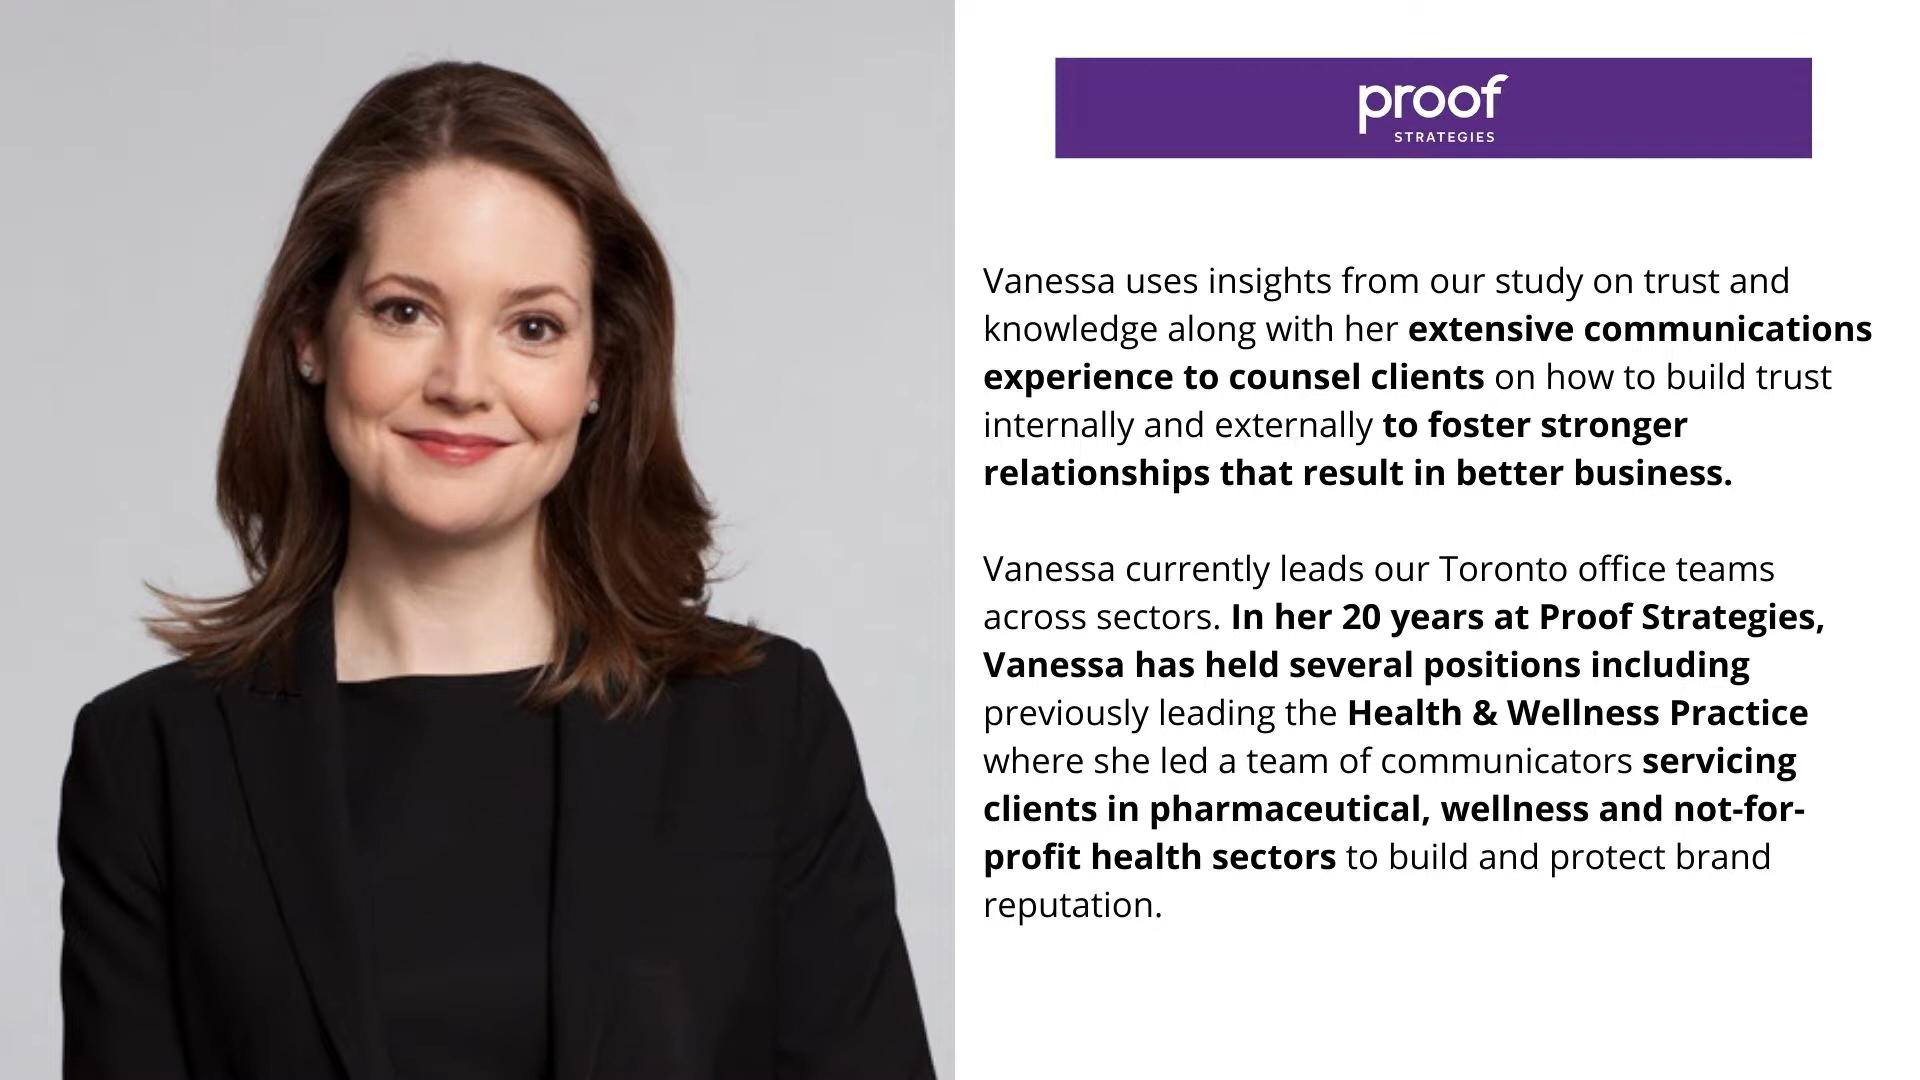 proof
STRATEGIES
Vanessa uses insights from our study on trust and
knowledge along with her extensive communications
experience to counsel clients on how to build trust
internally and externally to foster stronger
relationships that result in better business.
Vanessa currently leads our Toronto office teams
across sectors. In her 20 years at Proof Strategies,
Vanessa has held several positions including
previously leading the Health & Wellness Practice
where she led a team of communicators servicing
clients in pharmaceutical, wellness and not-for-
profit health sectors to build and protect brand
reputation.